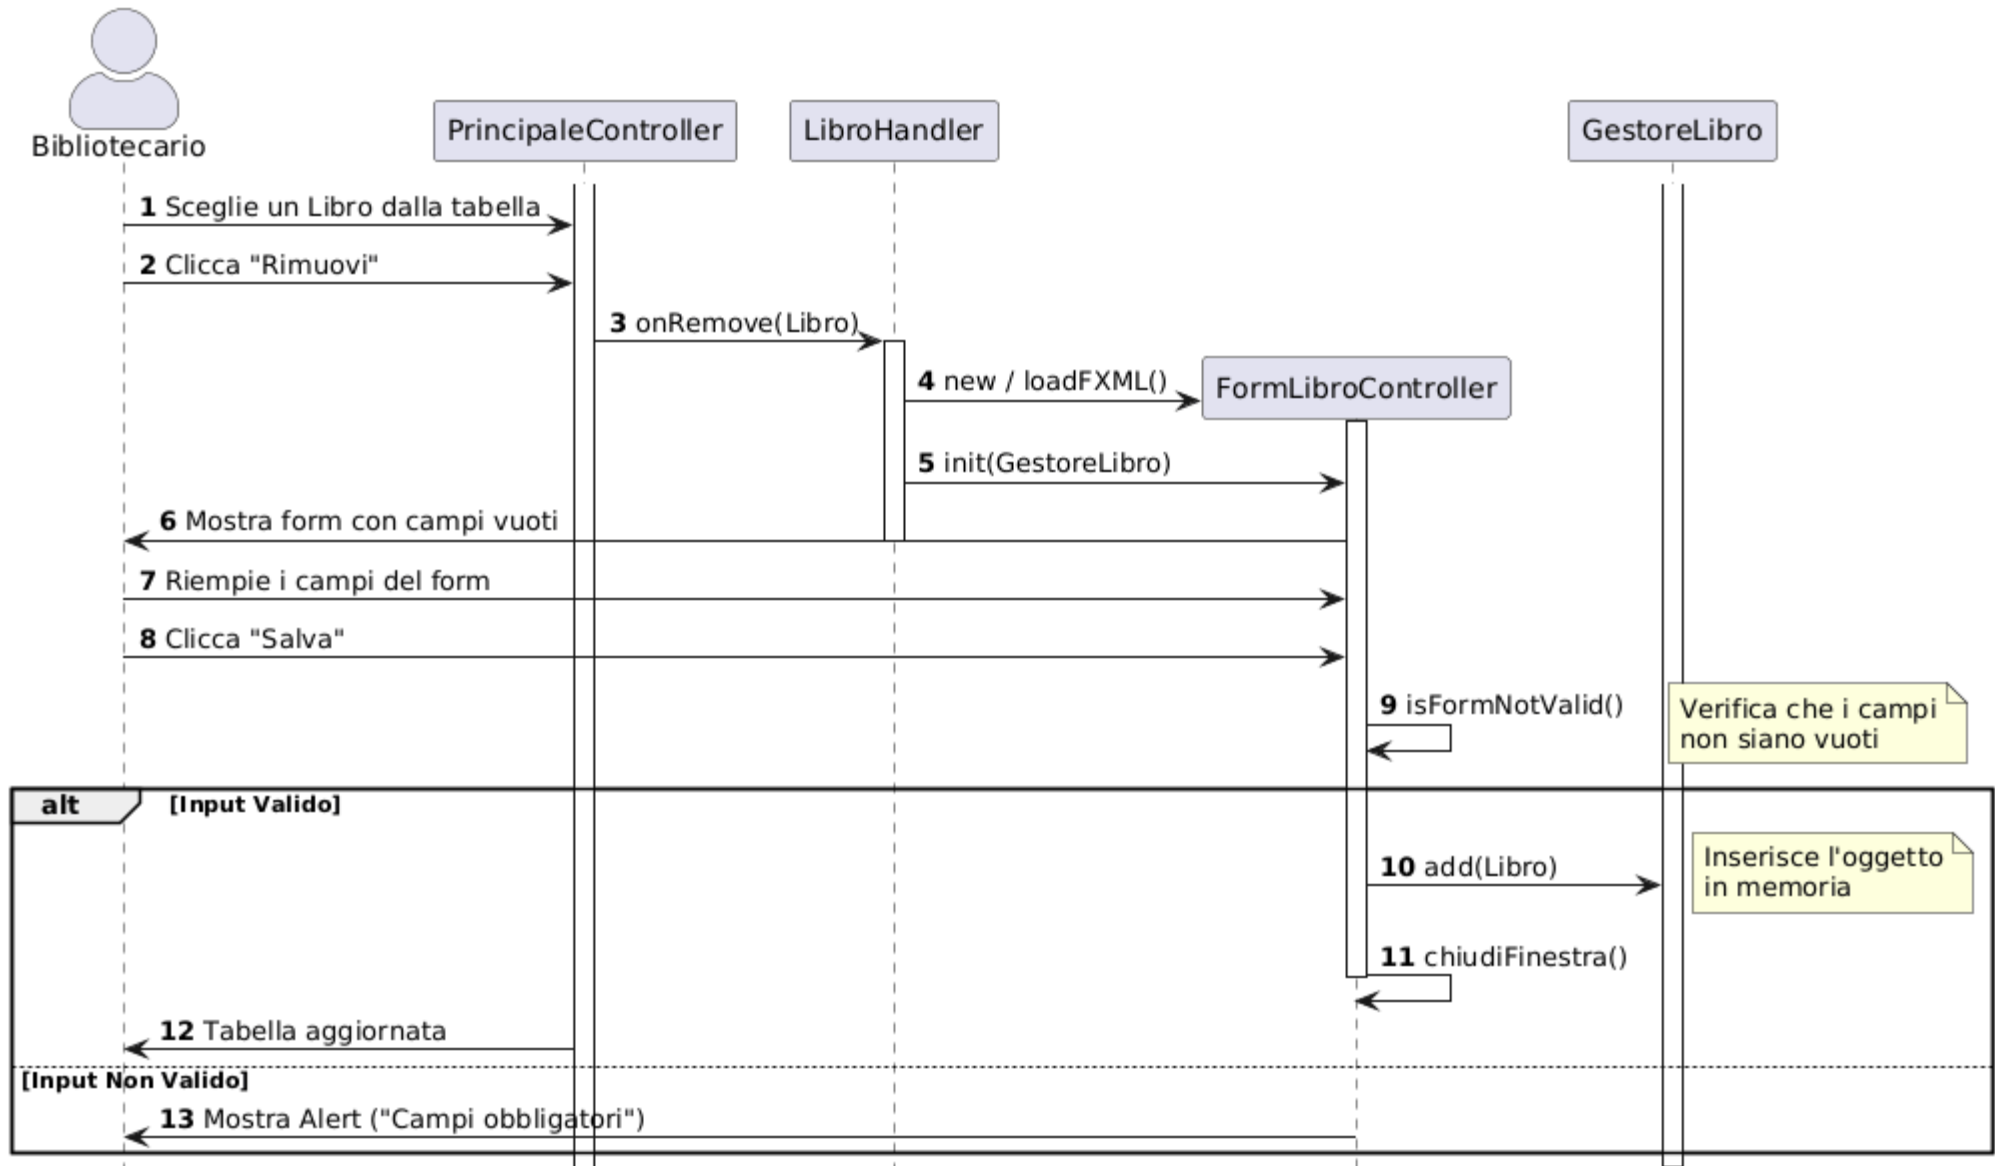 Bibliotecario
PrincipaleController
LibroHandler
GestoreLibro
1 Sceglie un Libro dalla tabella
2 Clicca "Rimuovi"
3 onRemove(Libro)
4 new / loadFXML()
FormLibroController
5 init(GestoreLibro)
6 Mostra form con campi vuoti
7 Riempie i campi del form
8 Clicca "Salva"
9 isFormNotValid()
Verifica che i campi
non siano vuoti
alt [Input Valido]
10 add(Libro)
Inserisce l'oggetto
in memoria
11 chiudiFinestra()
12 Tabella aggiornata
[Input Non Valido]
13 Mostra Alert ("Campi obbligatori")